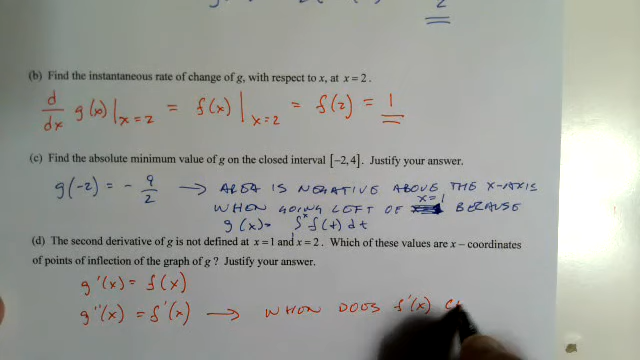 2
(b) Find the instantaneous rate of change of g, with respect to x, at x = 2.
d/dx g(x)|x=2 = f(x)|x=2 = f(2) = 1
(c) Find the absolute minimum value of g on the closed interval [−2,4]. Justify your answer.
g(-2) = - 9/2 → AREA IS NEGATIVE ABOVE THE X-AXIS
WHEN GOING LEFT OF x=1 BECAUSE
g(x) = ∫₁ˣ f(t) dt
(d) The second derivative of g is not defined at x = 1 and x = 2. Which of these values are x – coordinates
of points of inflection of the graph of g? Justify your answer.
g'(x) = f(x)
g''(x) = f'(x) → WHEN DOES f'(x)